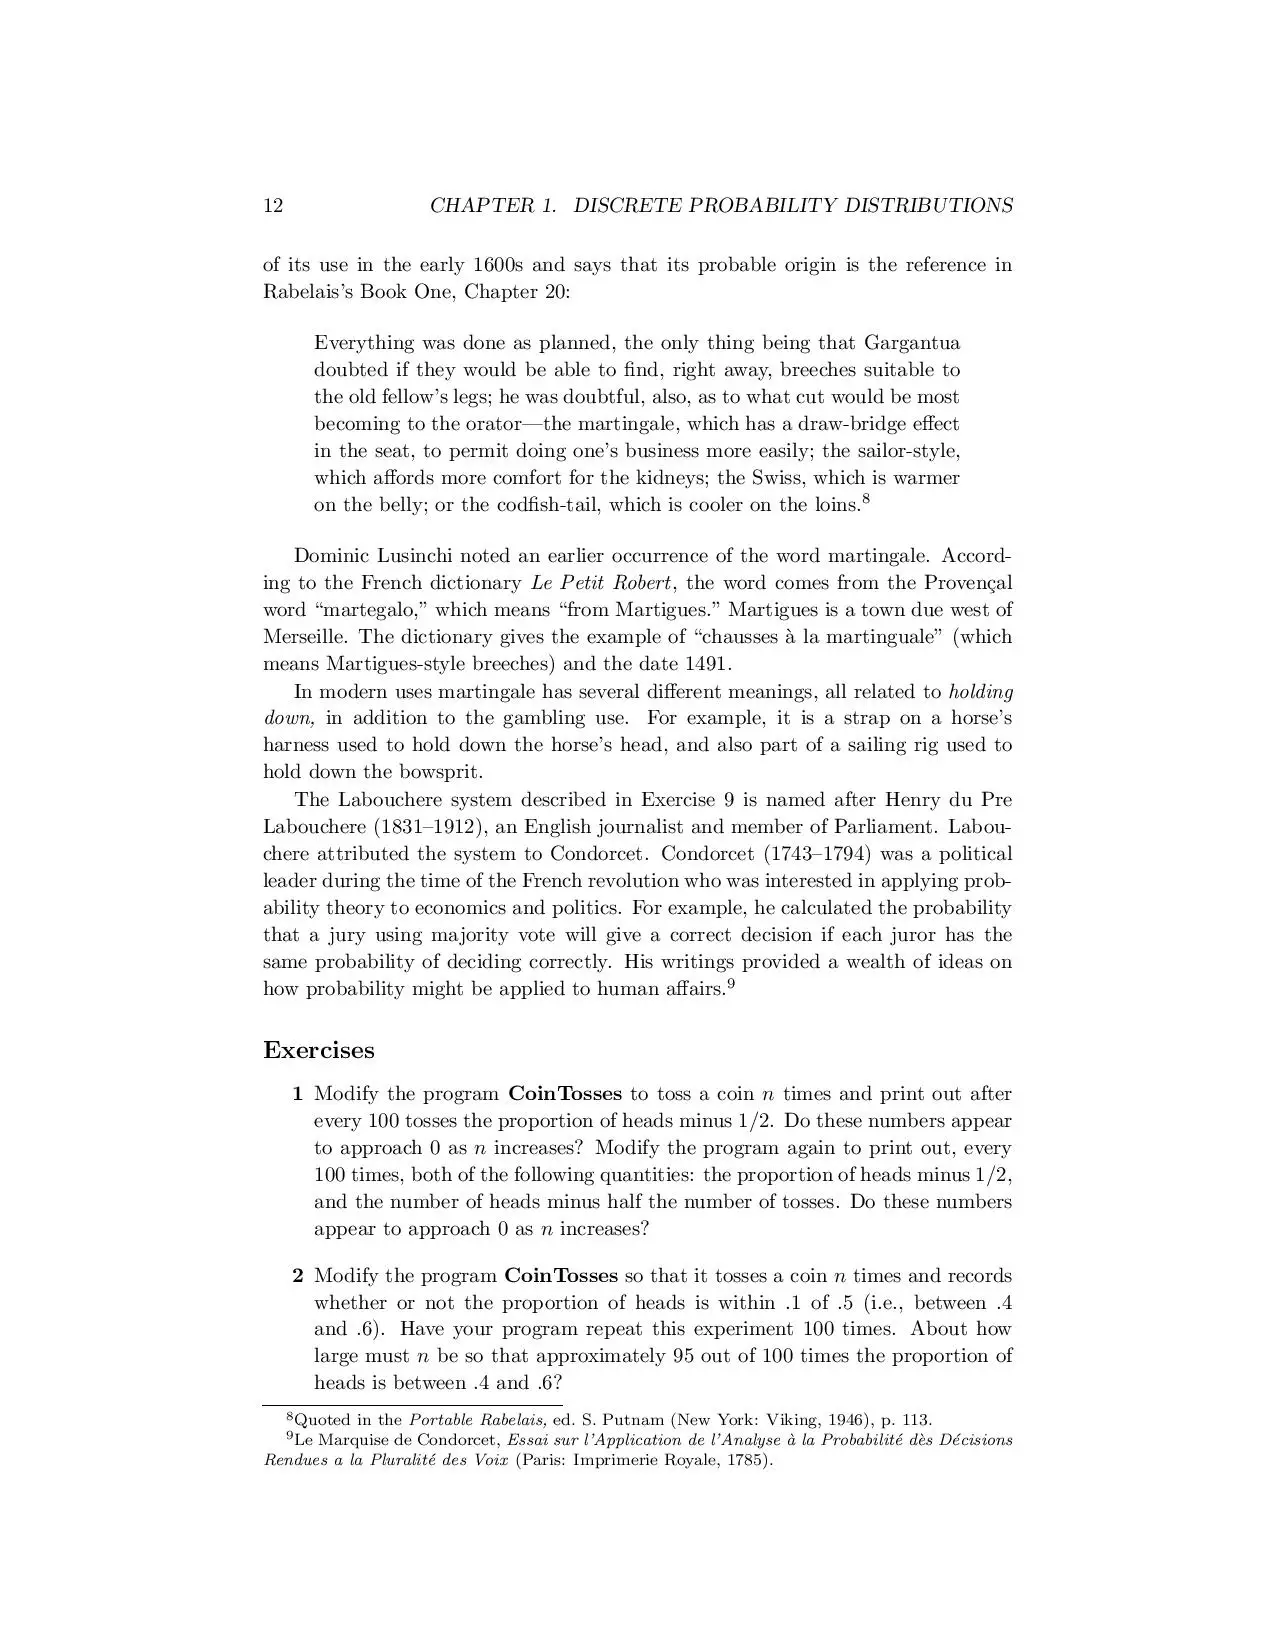 12 CHAPTER 1. DISCRETE PROBABILITY DISTRIBUTIONS
of its use in the early 1600s and says that its probable origin is the reference in
Rabelais's Book One, Chapter 20:
Everything was done as planned, the only thing being that Gargantua
doubted if they would be able to find, right away, breeches suitable to
the old fellow's legs; he was doubtful, also, as to what cut would be most
becoming to the orator—the martingale, which has a draw-bridge effect
in the seat, to permit doing one's business more easily; the sailor-style,
which affords more comfort for the kidneys; the Swiss, which is warmer
on the belly; or the codfish-tail, which is cooler on the loins.⁸
Dominic Lusinchi noted an earlier occurrence of the word martingale. Accord-
ing to the French dictionary Le Petit Robert, the word comes from the Provençal
word “martegalo,” which means “from Martigues.” Martigues is a town due west of
Merseille. The dictionary gives the example of “chausses à la martinguale” (which
means Martigues-style breeches) and the date 1491.
In modern uses martingale has several different meanings, all related to holding
down, in addition to the gambling use. For example, it is a strap on a horse's
harness used to hold down the horse's head, and also part of a sailing rig used to
hold down the bowsprit.
The Labouchere system described in Exercise 9 is named after Henry du Pre
Labouchere (1831–1912), an English journalist and member of Parliament. Labou-
chere attributed the system to Condorcet. Condorcet (1743–1794) was a political
leader during the time of the French revolution who was interested in applying prob-
ability theory to economics and politics. For example, he calculated the probability
that a jury using majority vote will give a correct decision if each juror has the
same probability of deciding correctly. His writings provided a wealth of ideas on
how probability might be applied to human affairs.⁹
Exercises
1 Modify the program CoinTosses to toss a coin n times and print out after
every 100 tosses the proportion of heads minus 1/2. Do these numbers appear
to approach 0 as n increases? Modify the program again to print out, every
100 times, both of the following quantities: the proportion of heads minus 1/2,
and the number of heads minus half the number of tosses. Do these numbers
appear to approach 0 as n increases?
2 Modify the program CoinTosses so that it tosses a coin n times and records
whether or not the proportion of heads is within .1 of .5 (i.e., between .4
and .6). Have your program repeat this experiment 100 times. About how
large must n be so that approximately 95 out of 100 times the proportion of
heads is between .4 and .6?
⁸Quoted in the Portable Rabelais, ed. S. Putnam (New York: Viking, 1946), p. 113.
⁹Le Marquise de Condorcet, Essai sur l'Application de l'Analyse à la Probabilité dès Décisions
Rendues a la Pluralité des Voix (Paris: Imprimerie Royale, 1785).